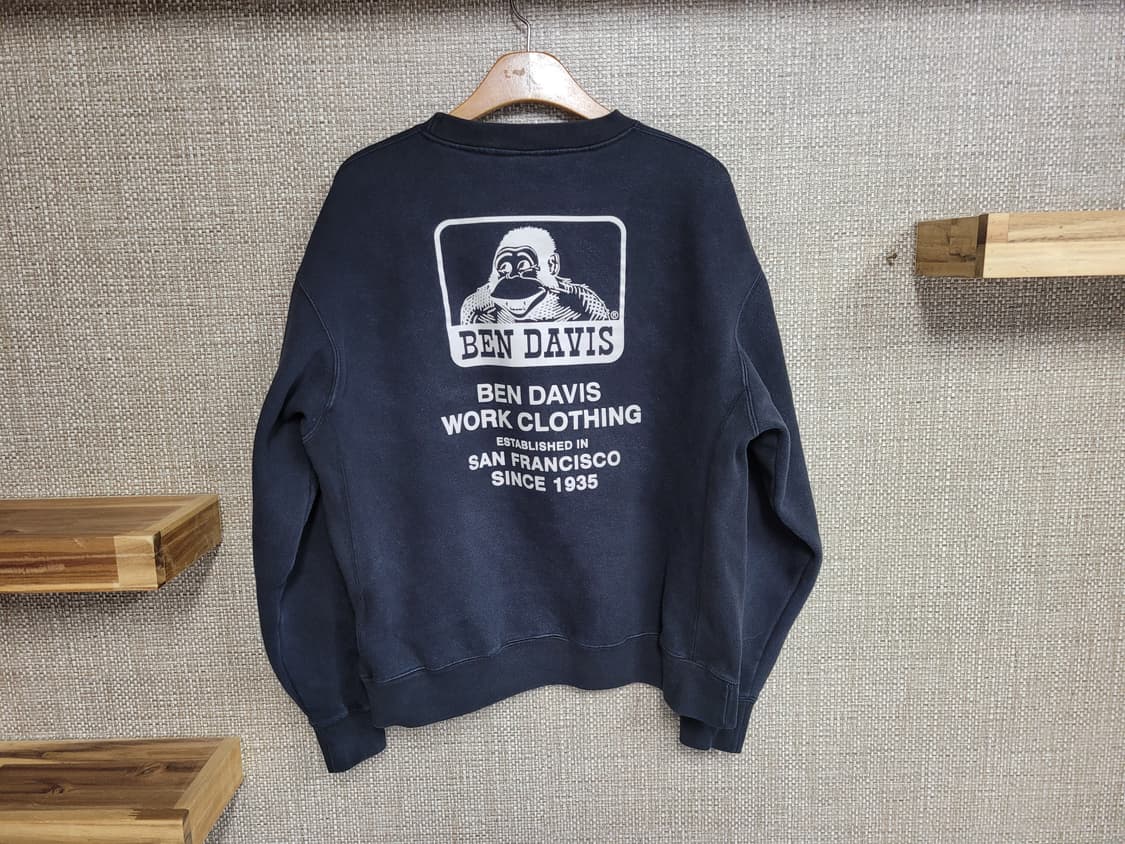 BEN DAVIS
®
BEN DAVIS
WORK CLOTHING
ESTABLISHED IN
SAN FRANCISCO
SINCE 1935